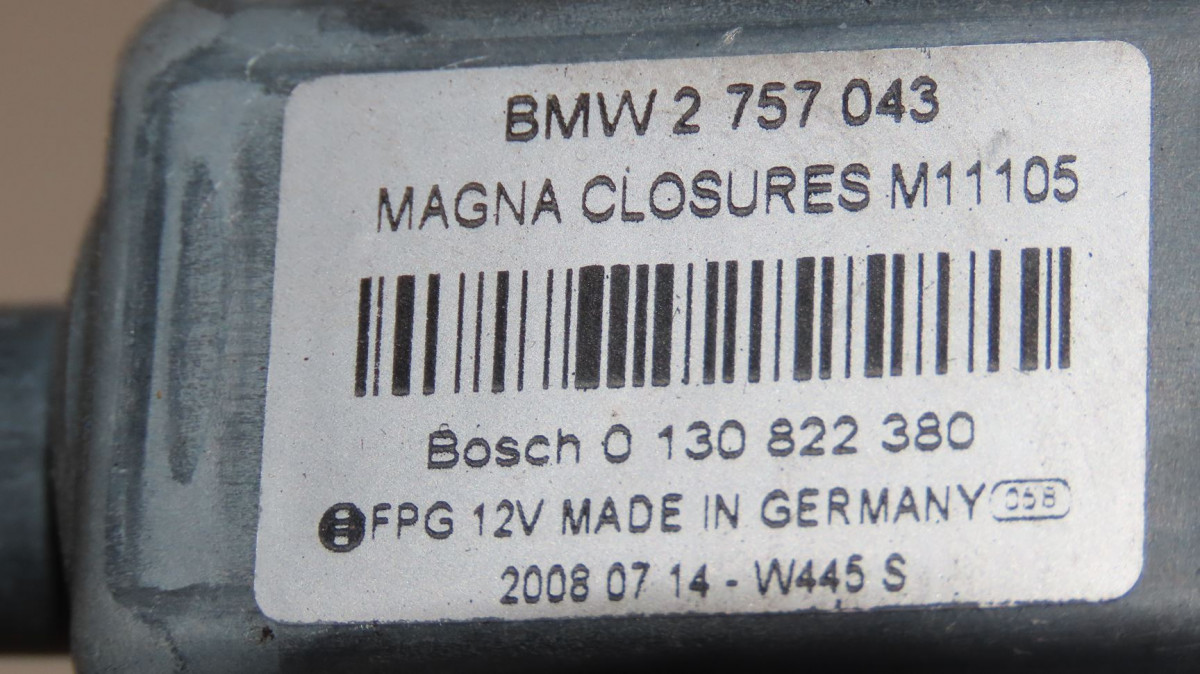 BMW 2 757 043
MAGNA CLOSURES M11105
Bosch 0 130 822 380
FPG 12V MADE IN GERMANY 058
2008 07 14 - W445 S